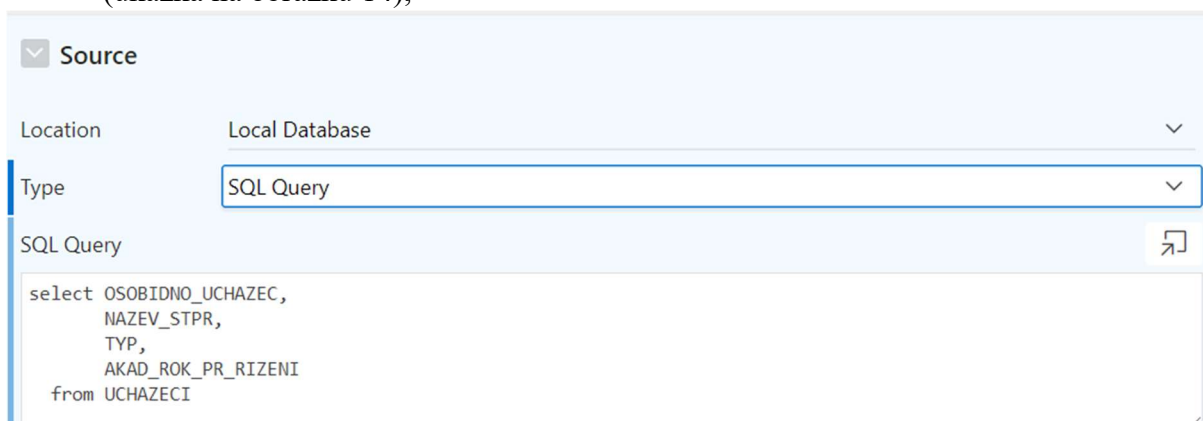 Source
Location Local Database
Type SQL Query
SQL Query
select OSOBIDNO_UCHAZEC,
NAZEV_STPR,
TYP,
AKAD_ROK_PR_RIZENI
from UCHAZECI